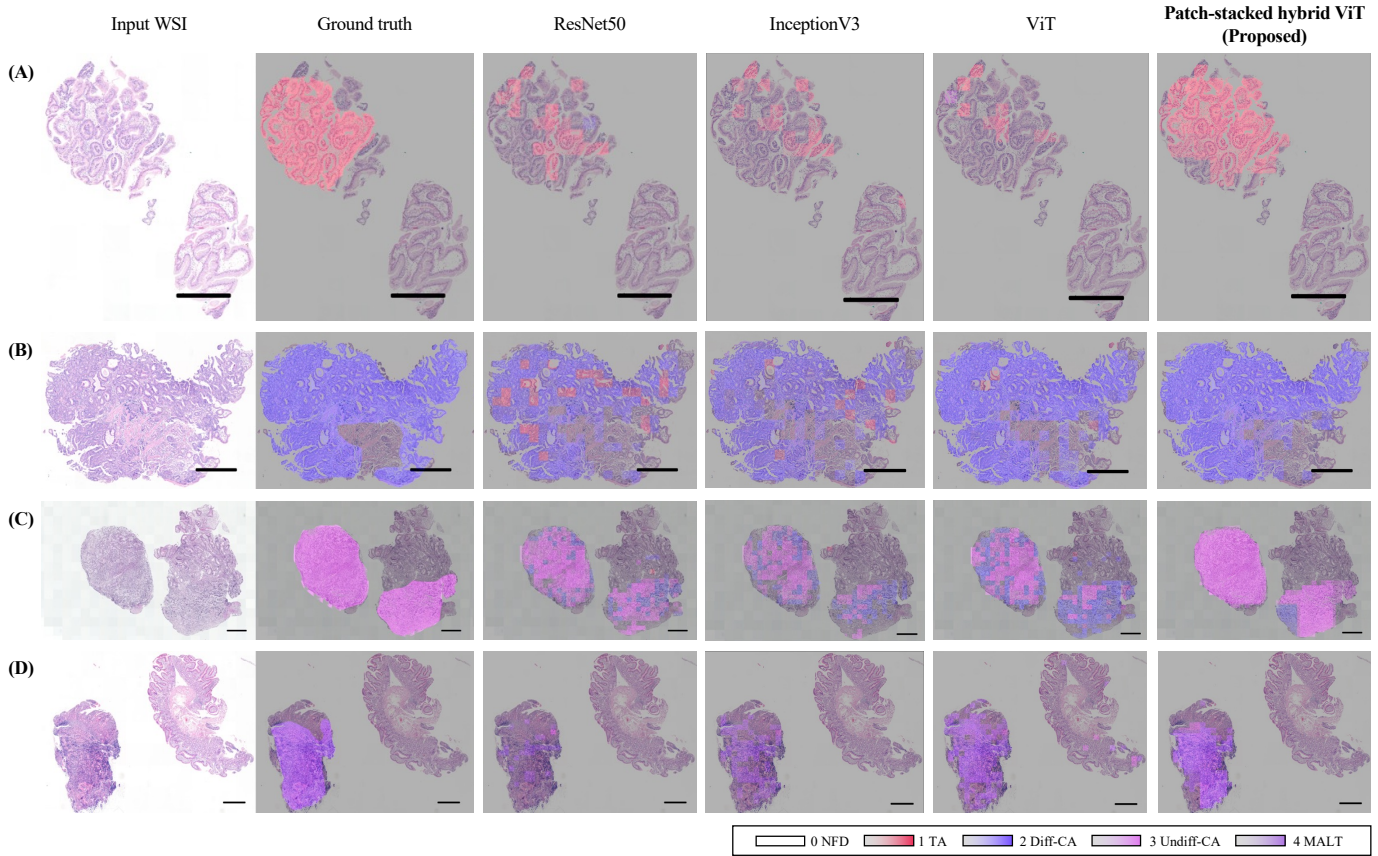 Input WSI
Ground truth
ResNet50
InceptionV3
ViT
Patch-stacked hybrid ViT
(Proposed)
(A)
(B)
(C)
(D)
0 NFD
1 TA
2 Diff-CA
3 Undiff-CA
4 MALT